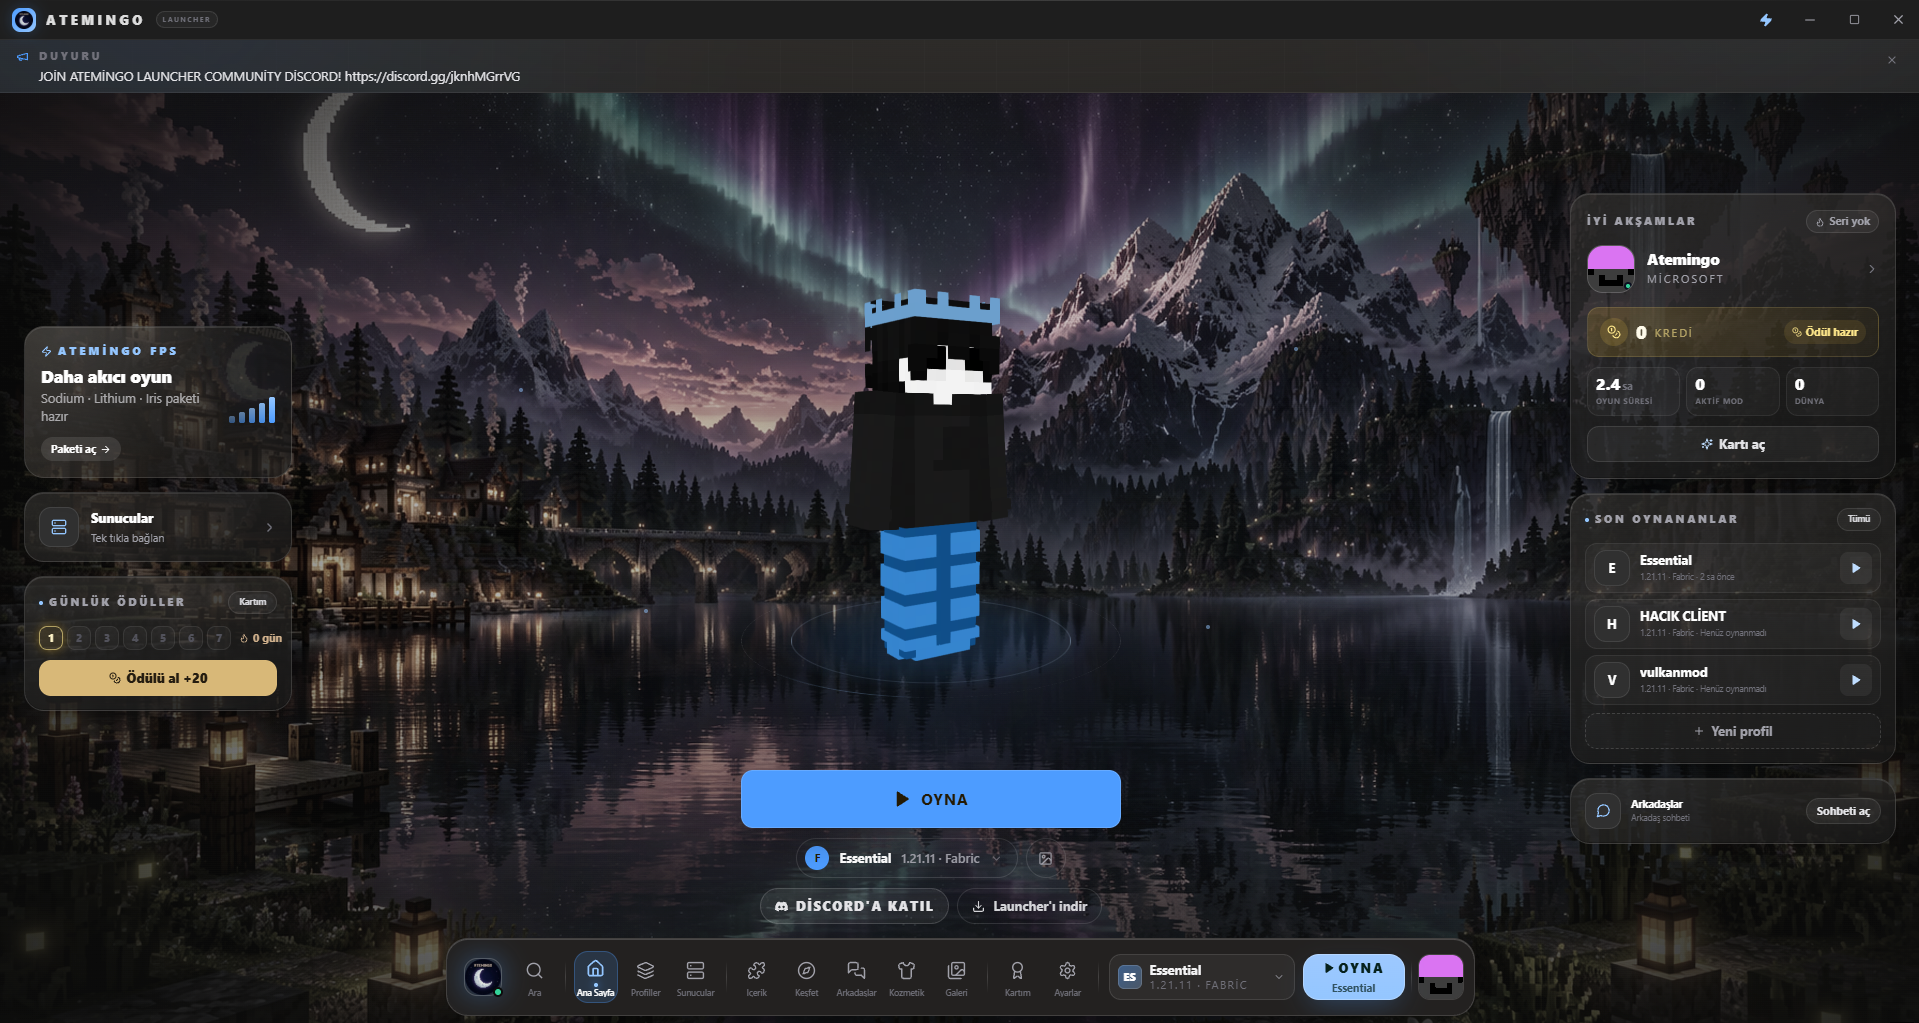 ATEMINGO LAUNCHER
DUYURU
JOİN ATEMİNGO LAUNCHER COMMUNİTY DİSCORD! https://discord.gg/jknhMGrrVG
ATEMİNGO FPS
Daha akıcı oyun
Sodium · Lithium · Iris paketi
hazır
Paketi aç →
Sunucular
Tek tıkla bağlan
GÜNLÜK ÖDÜLLER Kartım
1 2 3 4 5 6 7 0 gün
Ödülü al +20
OYNA
F Essential 1.21.11 · Fabric
DİSCORD'A KATIL Launcher'ı indir
İYİ AKŞAMLAR Seri yok
Atemingo
MİCROSOFT
0 KREDİ Ödül hazır
2.4 sa 0 0
OYUN SÜRESİ AKTİF MOD DÜNYA
Kartı aç
SON OYNANANLAR Tümü
E Essential
1.21.11 · Fabric · 2 sa önce
H HACIK CLİENT
1.21.11 · Fabric · Henüz oynanmadı
V vulkanmod
1.21.11 · Fabric · Henüz oynanmadı
+ Yeni profil
Arkadaşlar
Arkadaş sohbeti
Sohbeti aç
Ara Ana Sayfa Profiller Sunucular İçerik Keşfet Arkadaşlar Kozmetik Galeri Kartım Ayarlar
ES Essential
1.21.11 · FABRİC
OYNA
Essential